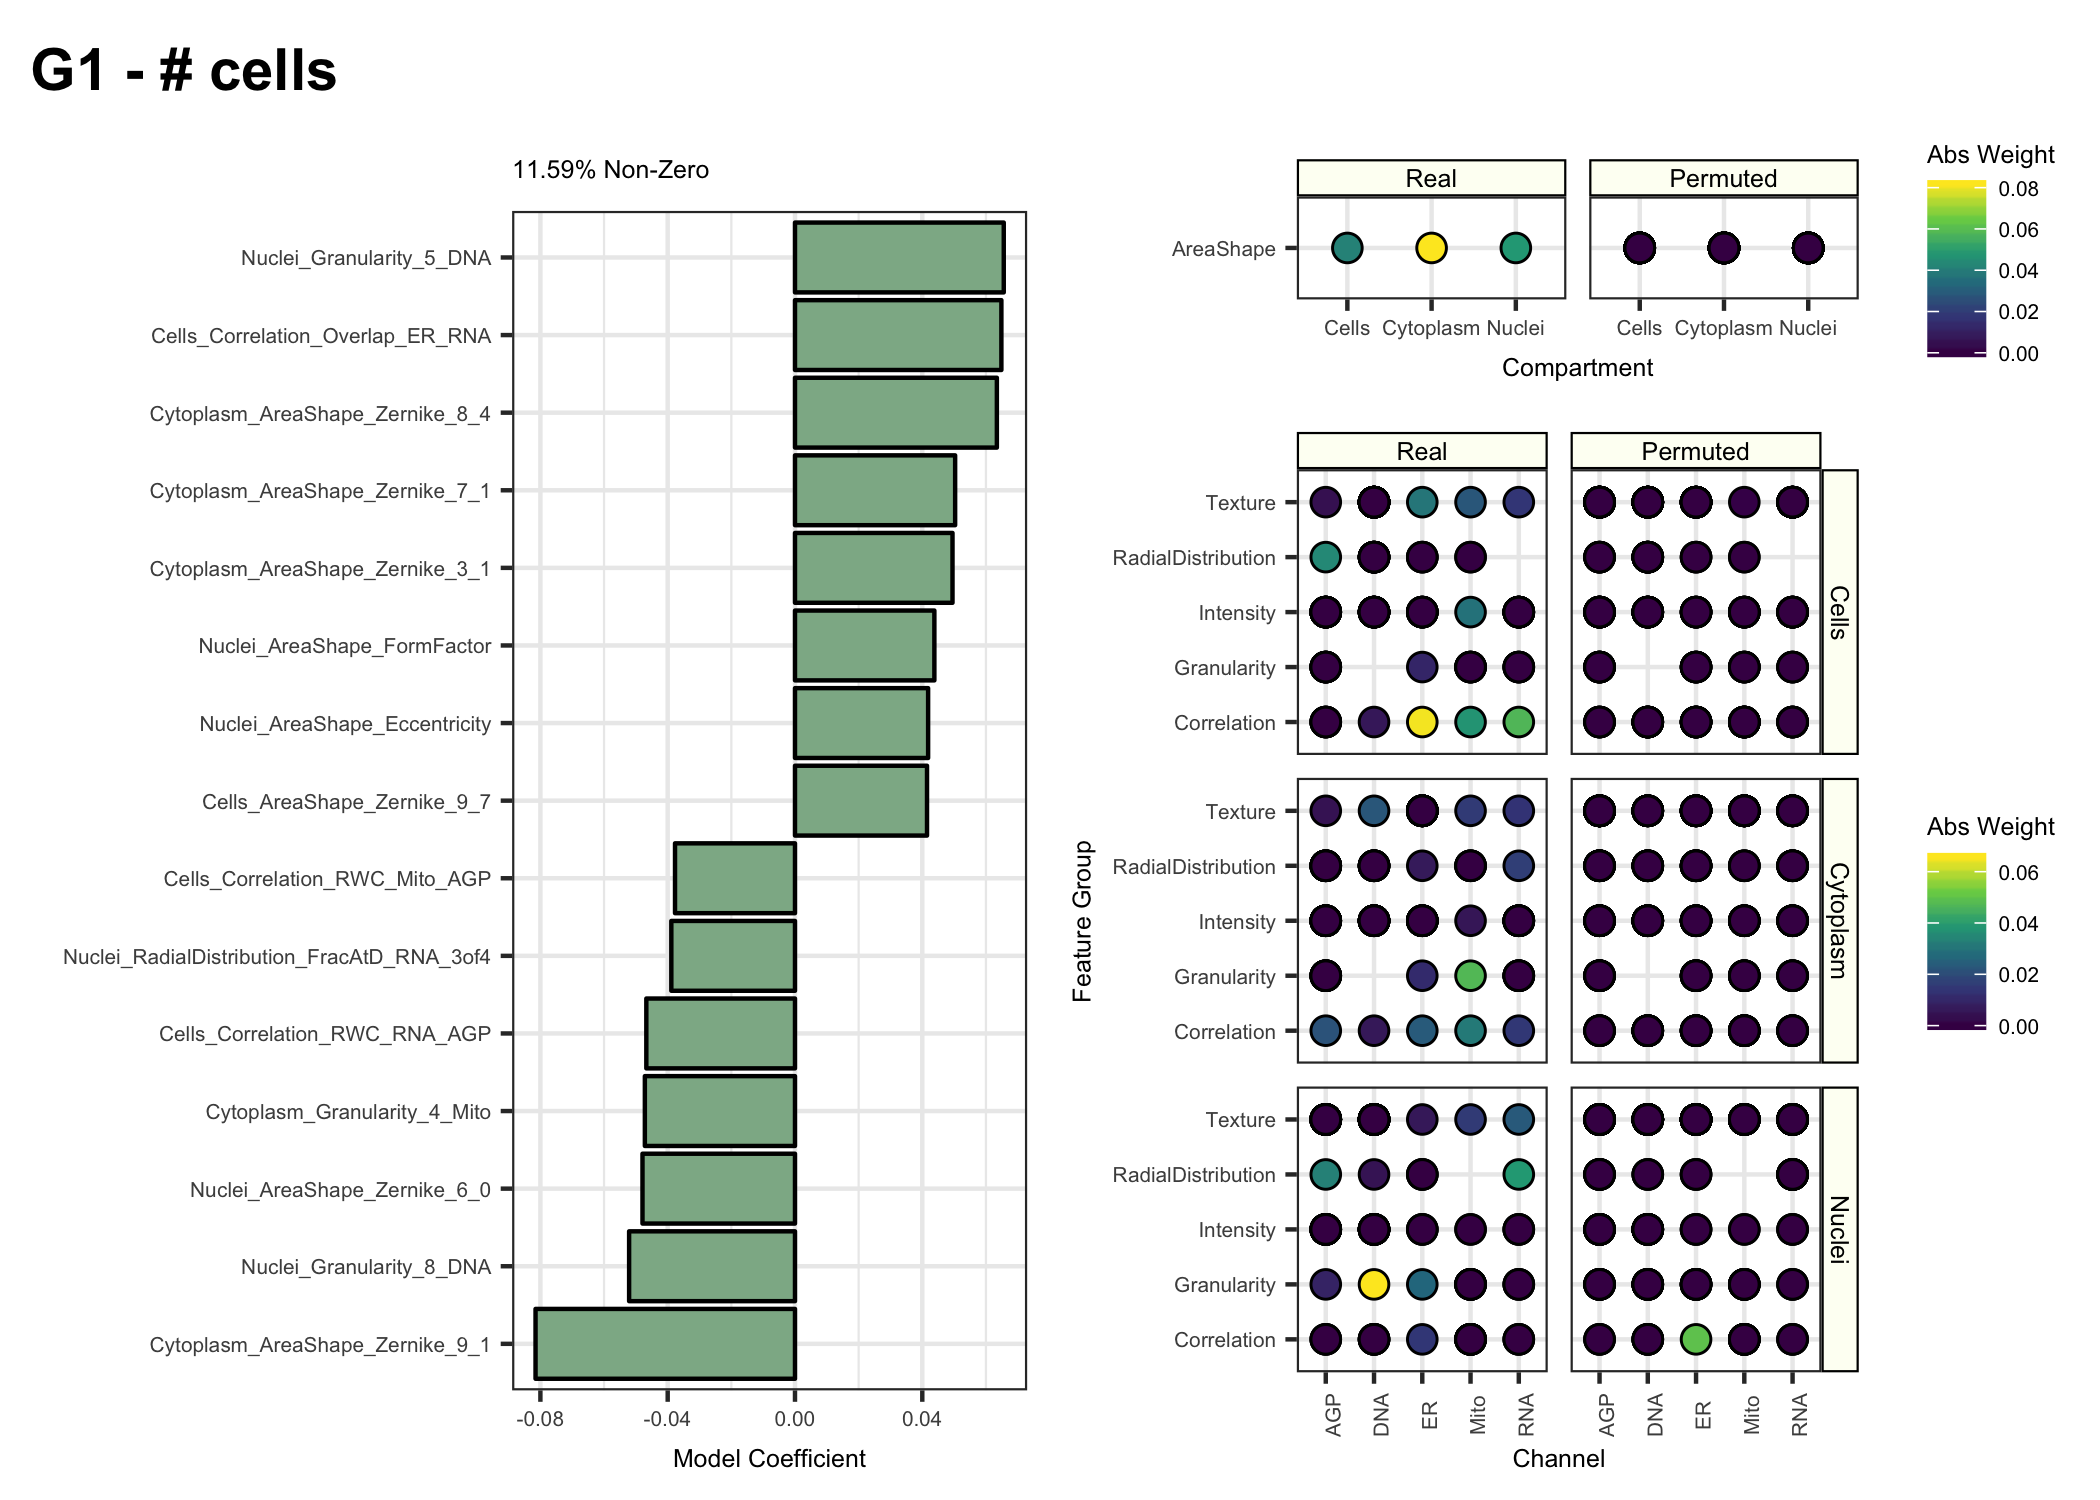 G1 - # cells
11.59% Non-Zero
Nuclei_Granularity_5_DNA
Cells_Correlation_Overlap_ER_RNA
Cytoplasm_AreaShape_Zernike_8_4
Cytoplasm_AreaShape_Zernike_7_1
Cytoplasm_AreaShape_Zernike_3_1
Nuclei_AreaShape_FormFactor
Nuclei_AreaShape_Eccentricity
Cells_AreaShape_Zernike_9_7
Cells_Correlation_RWC_Mito_AGP
Nuclei_RadialDistribution_FracAtD_RNA_3of4
Cells_Correlation_RWC_RNA_AGP
Cytoplasm_Granularity_4_Mito
Nuclei_AreaShape_Zernike_6_0
Nuclei_Granularity_8_DNA
Cytoplasm_AreaShape_Zernike_9_1
-0.08 -0.04 0.00 0.04
Model Coefficient
Real Permuted
AreaShape
Cells Cytoplasm Nuclei Cells Cytoplasm Nuclei
Compartment
Abs Weight
0.08
0.06
0.04
0.02
0.00
Feature Group
Real Permuted
Texture
RadialDistribution
Intensity
Granularity
Correlation
Cells
Texture
RadialDistribution
Intensity
Granularity
Correlation
Cytoplasm
Texture
RadialDistribution
Intensity
Granularity
Correlation
Nuclei
AGP DNA ER Mito RNA AGP DNA ER Mito RNA
Channel
Abs Weight
0.06
0.04
0.02
0.00